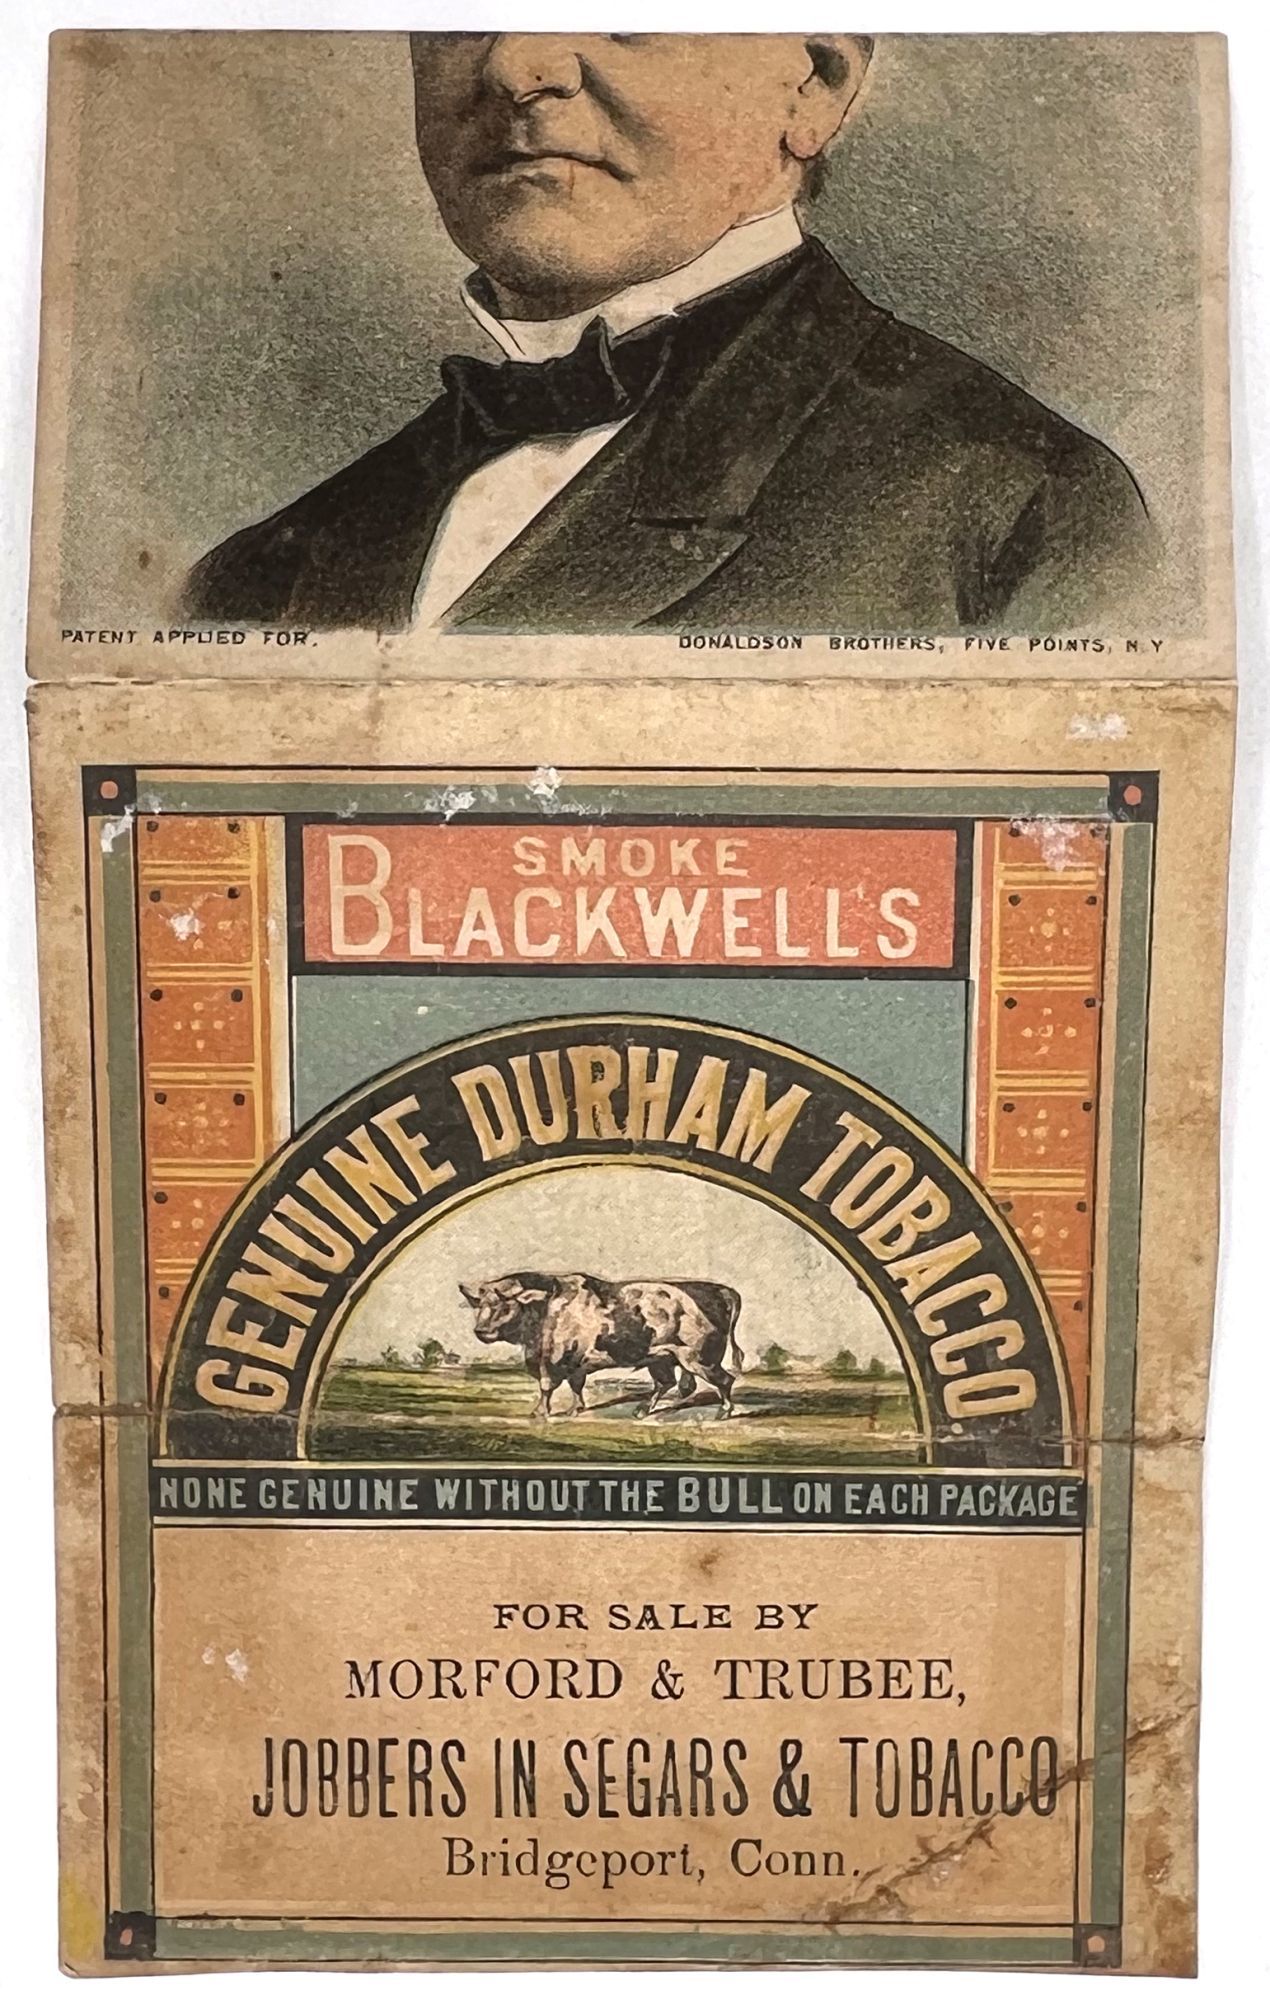 PATENT APPLIED FOR.
DONALDSON BROTHERS, FIVE POINTS, N.Y
SMOKE
BLACKWELLS
GENUINE DURHAM TOBACCO
NONE GENUINE WITHOUT THE BULL ON EACH PACKAGE
FOR SALE BY
MORFORD & TRUBEE,
JOBBERS IN SEGARS & TOBACCO
Bridgeport, Conn.